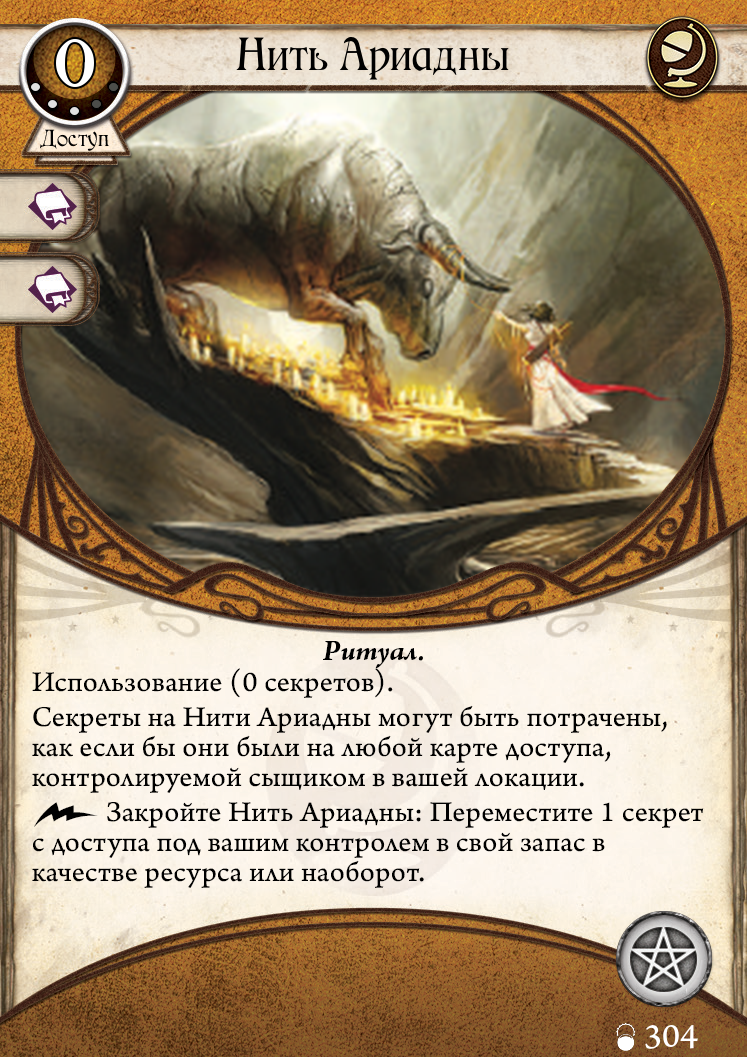 0
Нить Ариадны
Доступ
Ритуал.
Использование (0 секретов).
Секреты на Нити Ариадны могут быть потрачены,
как если бы они были на любой карте доступа,
контролируемой сыщиком в вашей локации.
Закройте Нить Ариадны: Переместите 1 секрет
с доступа под вашим контролем в свой запас в
качестве ресурса или наоборот.
304